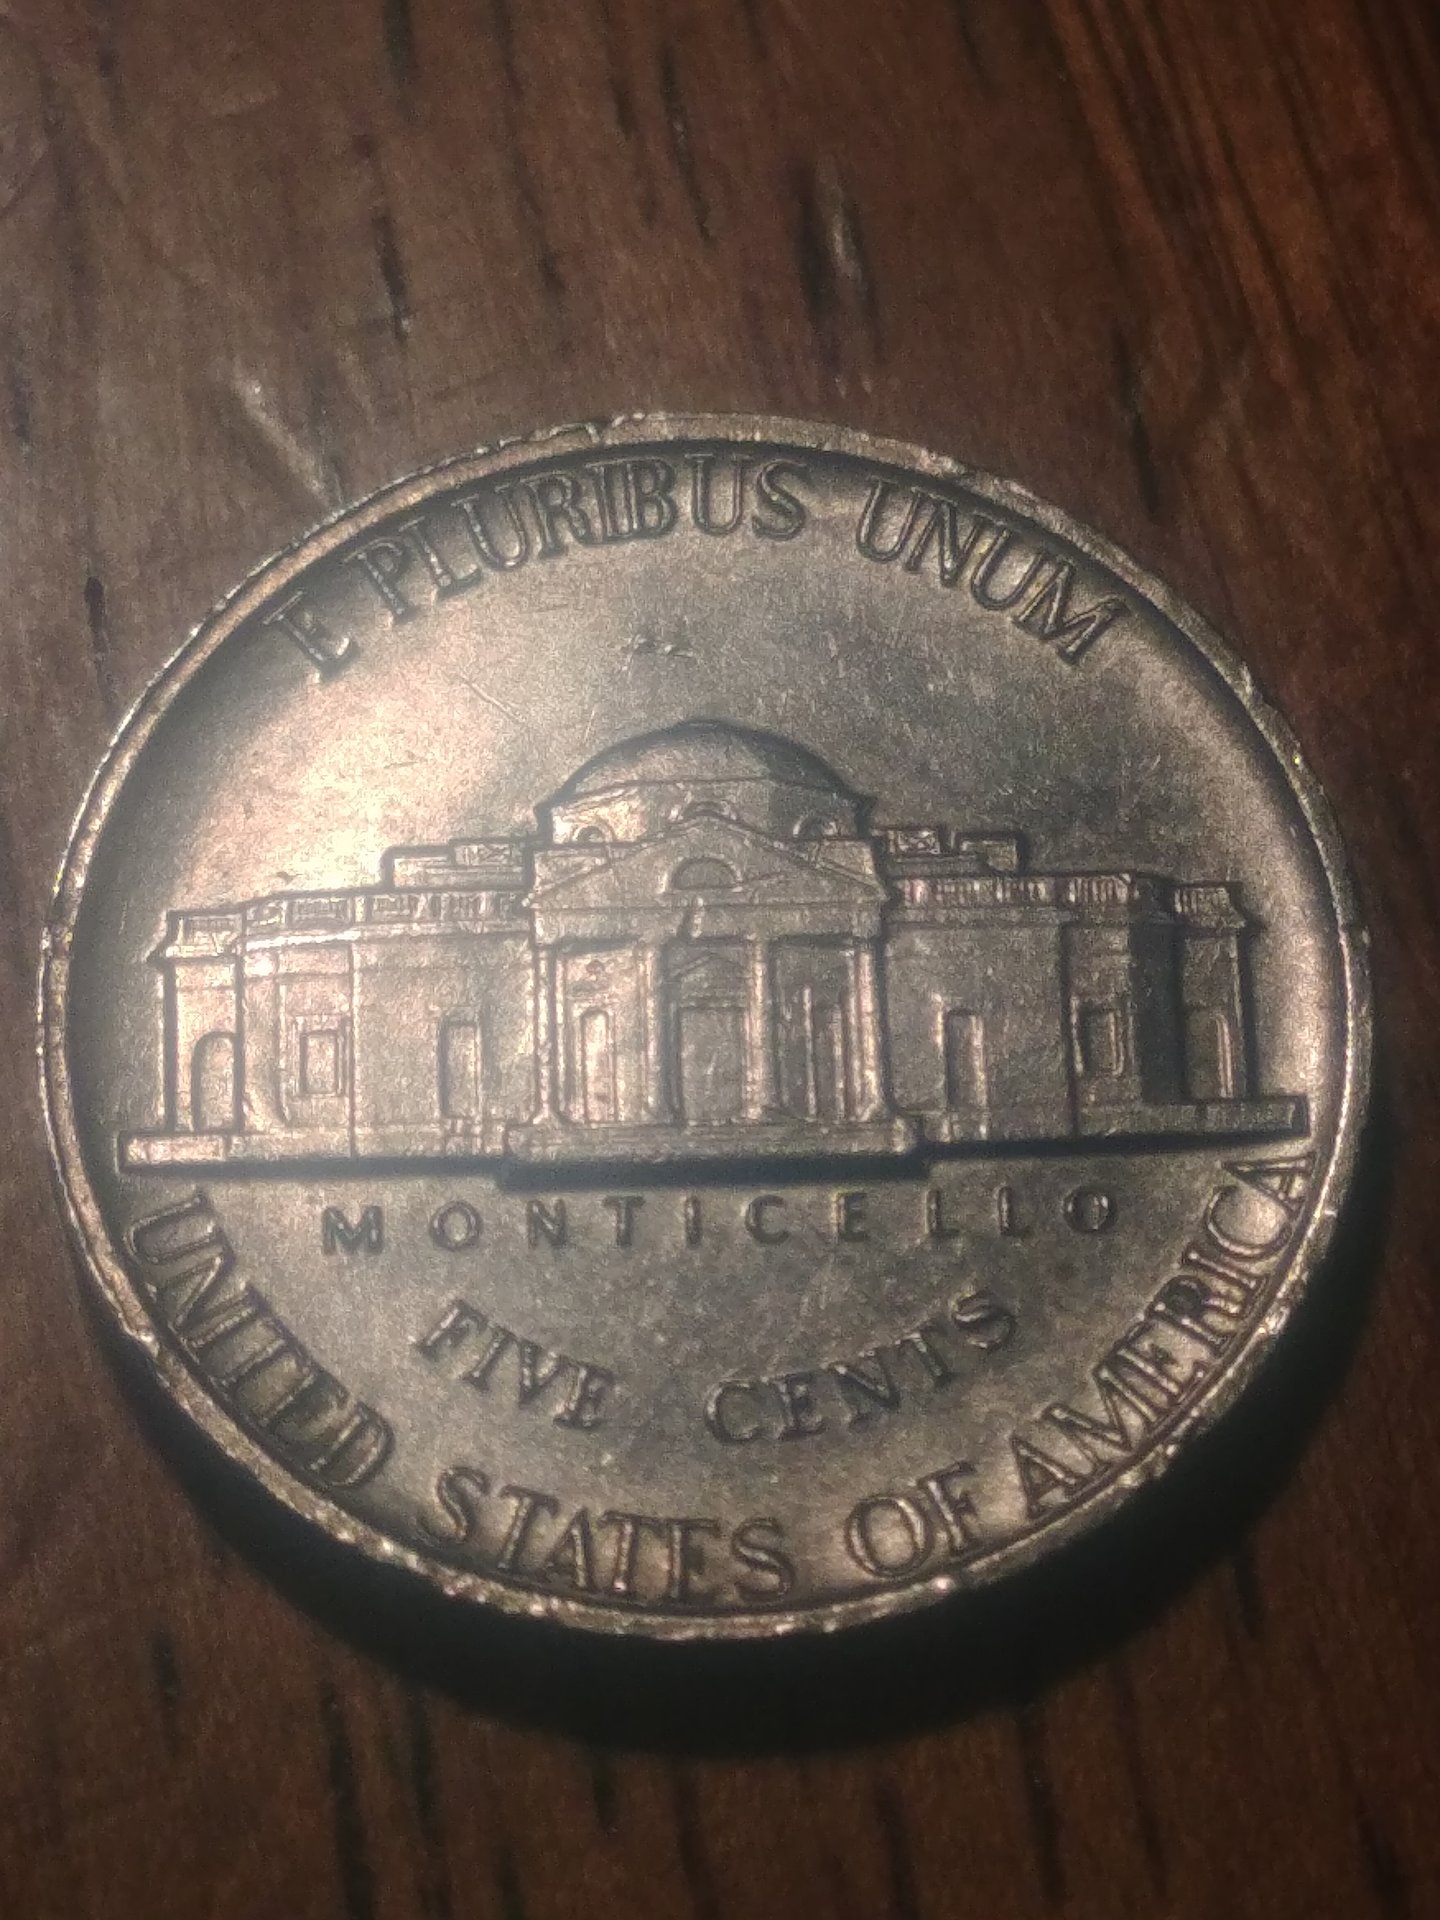 E PLURIBUS UNUM
MONTICELLO
FIVE CENTS
UNITED STATES OF AMERICA